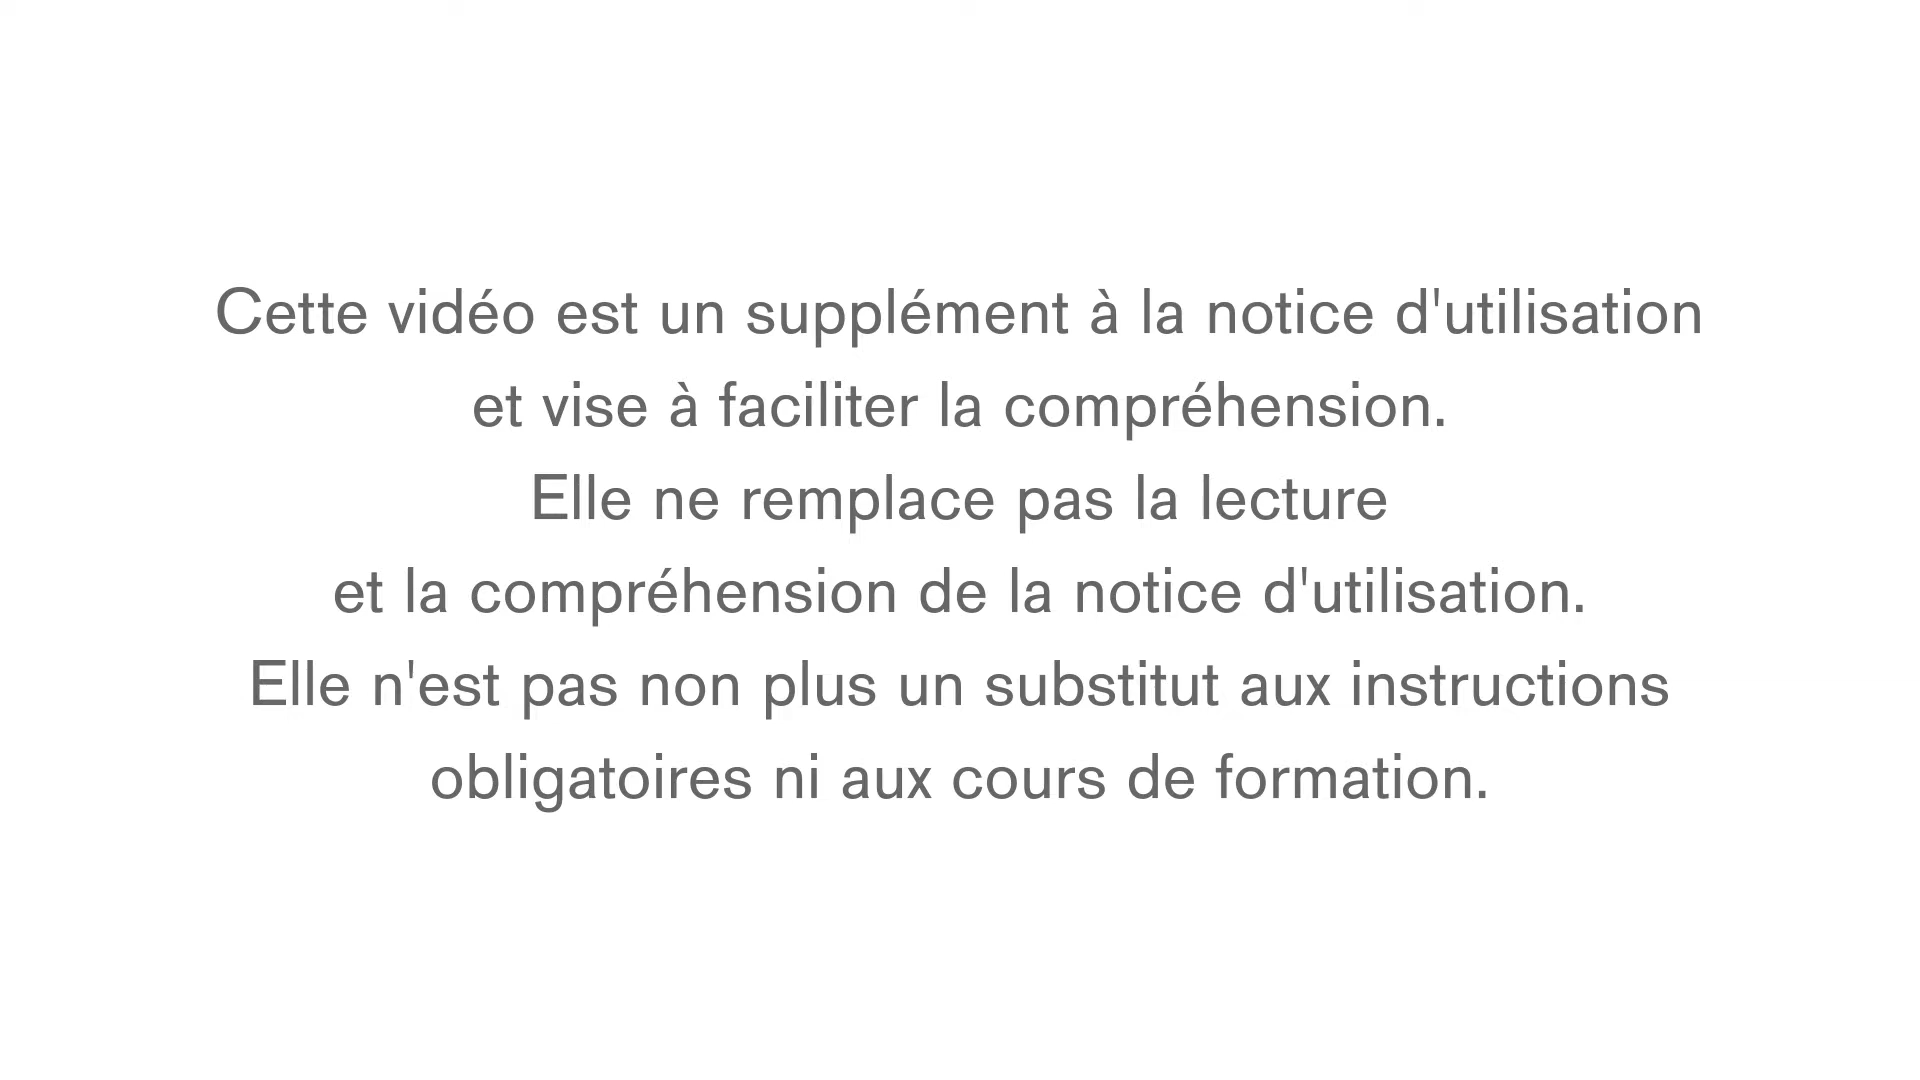 Cette vidéo est un supplément à la notice d'utilisation
et vise à faciliter la compréhension.
Elle ne remplace pas la lecture
et la compréhension de la notice d'utilisation.
Elle n'est pas non plus un substitut aux instructions
obligatoires ni aux cours de formation.